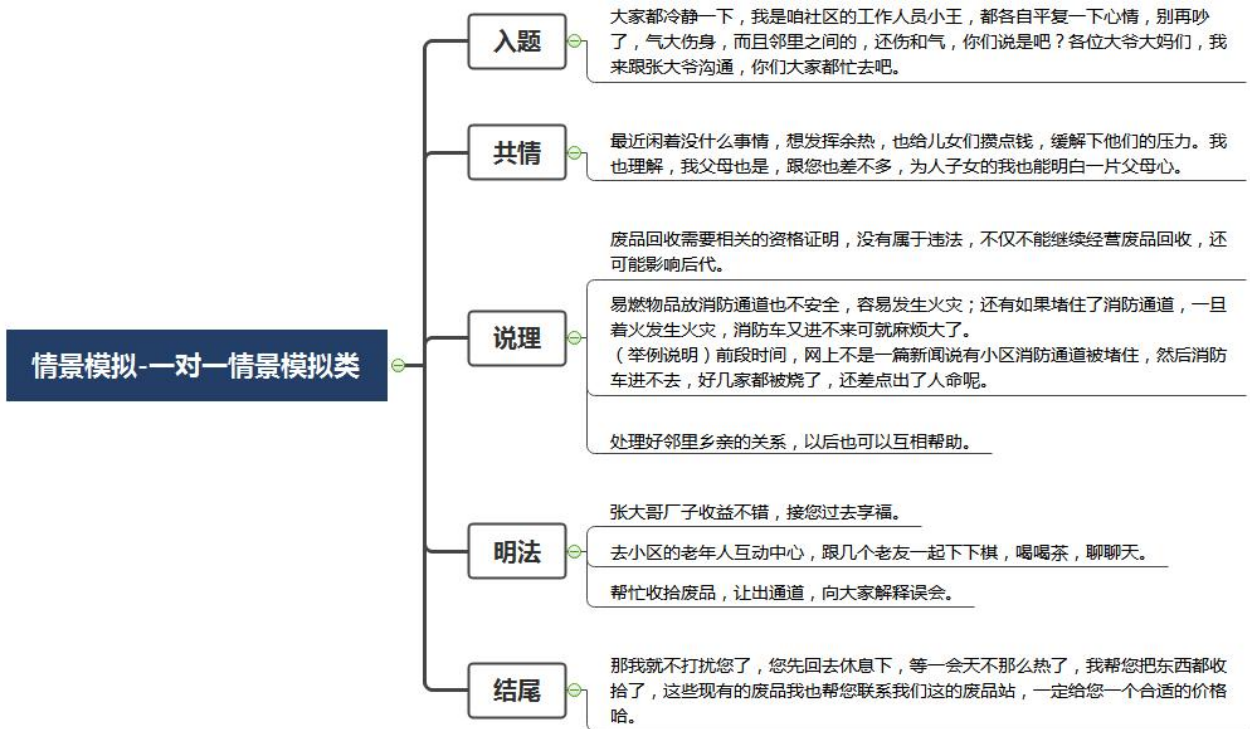 情景模拟-一对一情景模拟类
入题
大家都冷静一下，我是咱社区的工作人员小王，都各自平复一下心情，别再吵
了，气大伤身，而且邻里之间的，还伤和气，你们说是吧？各位大爷大妈们，我
来跟张大爷沟通，你们大家都忙去吧。
共情
最近闲着没什么事情，想发挥余热，也给儿女们攒点钱，缓解下他们的压力。我
也理解，我父母也是，跟您也差不多，为人子女的我也能明白一片父母心。
说理
废品回收需要相关的资格证明，没有属于违法，不仅不能继续经营废品回收，还
可能影响后代。
易燃物品放消防通道也不安全，容易发生火灾；还有如果堵住了消防通道，一旦
着火发生火灾，消防车又进不来可就麻烦大了。
（举例说明）前段时间，网上不是一篇新闻说有小区消防通道被堵住，然后消防
车进不去，好几家都被烧了，还差点出了人命呢。
处理好邻里乡亲的关系，以后也可以互相帮助。
明法
张大哥厂子收益不错，接您过去享福。
去小区的老年人互动中心，跟几个老友一起下下棋，喝喝茶，聊聊天。
帮忙收拾废品，让出通道，向大家解释误会。
结尾
那我就不打扰您了，您先回去休息下，等一会天不那么热了，我帮您把东西都收
拾了，这些现有的废品我也帮您联系我们这的废品站，一定给您一个合适的价格
哈。